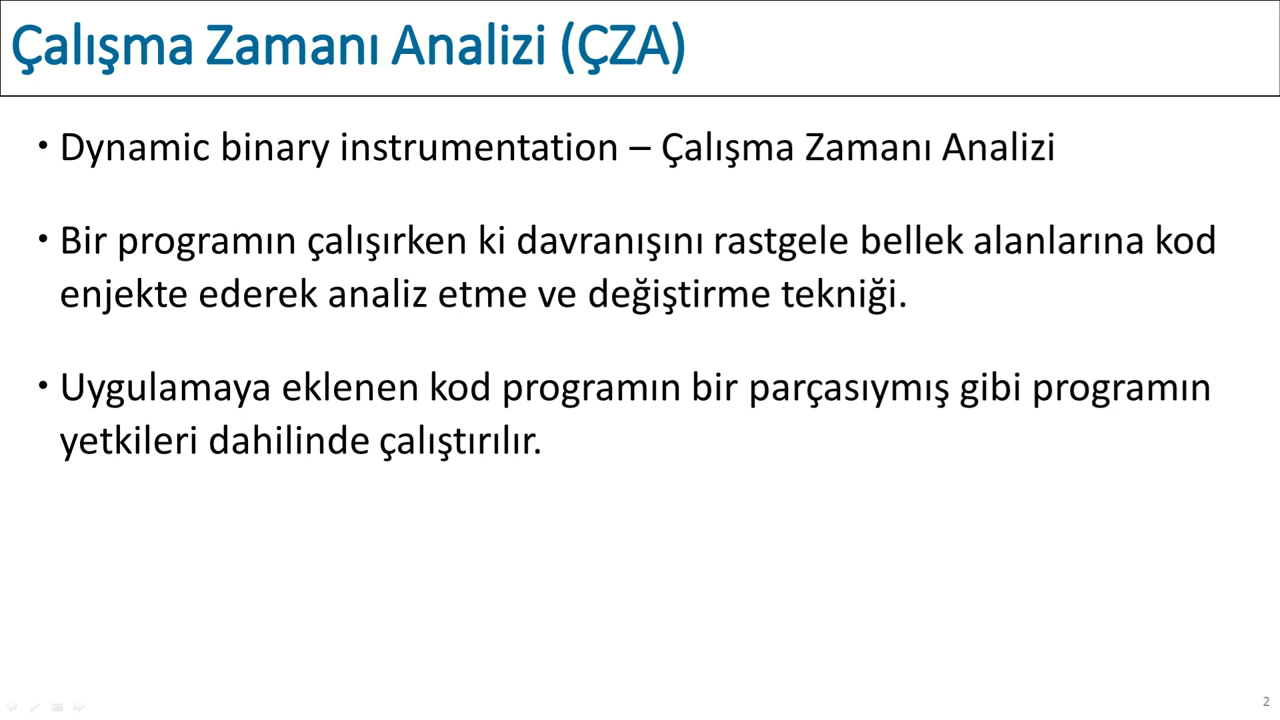 Çalışma Zamanı Analizi (ÇZA)
• Dynamic binary instrumentation – Çalışma Zamanı Analizi
• Bir programın çalışırken ki davranışını rastgele bellek alanlarına kod
enjekte ederek analiz etme ve değiştirme tekniği.
• Uygulamaya eklenen kod programın bir parçasıymış gibi programın
yetkileri dahilinde çalıştırılır.
2